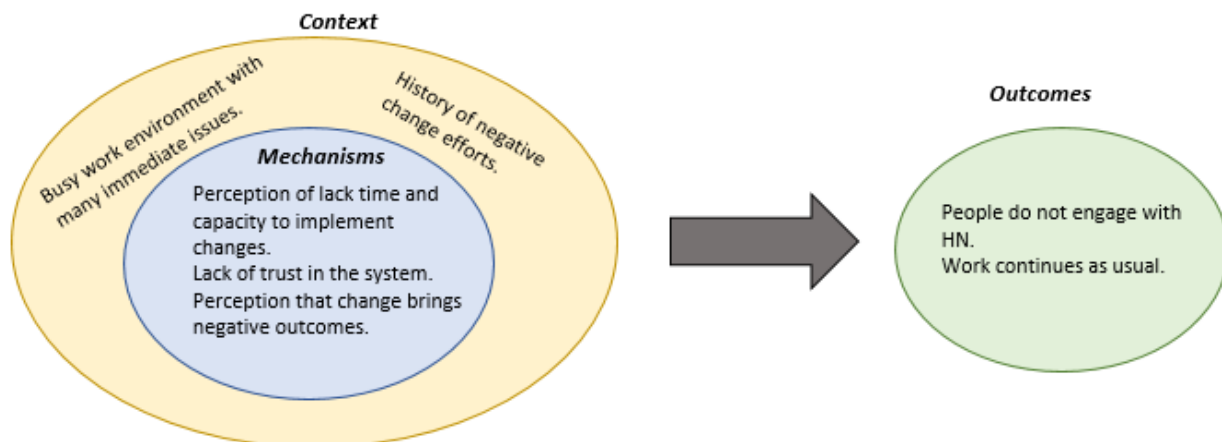 Context
Busy work environment with
many immediate issues.
History of negative
change efforts.
Mechanisms
Perception of lack time and
capacity to implement
changes.
Lack of trust in the system.
Perception that change brings
negative outcomes.
Outcomes
People do not engage with
HN.
Work continues as usual.